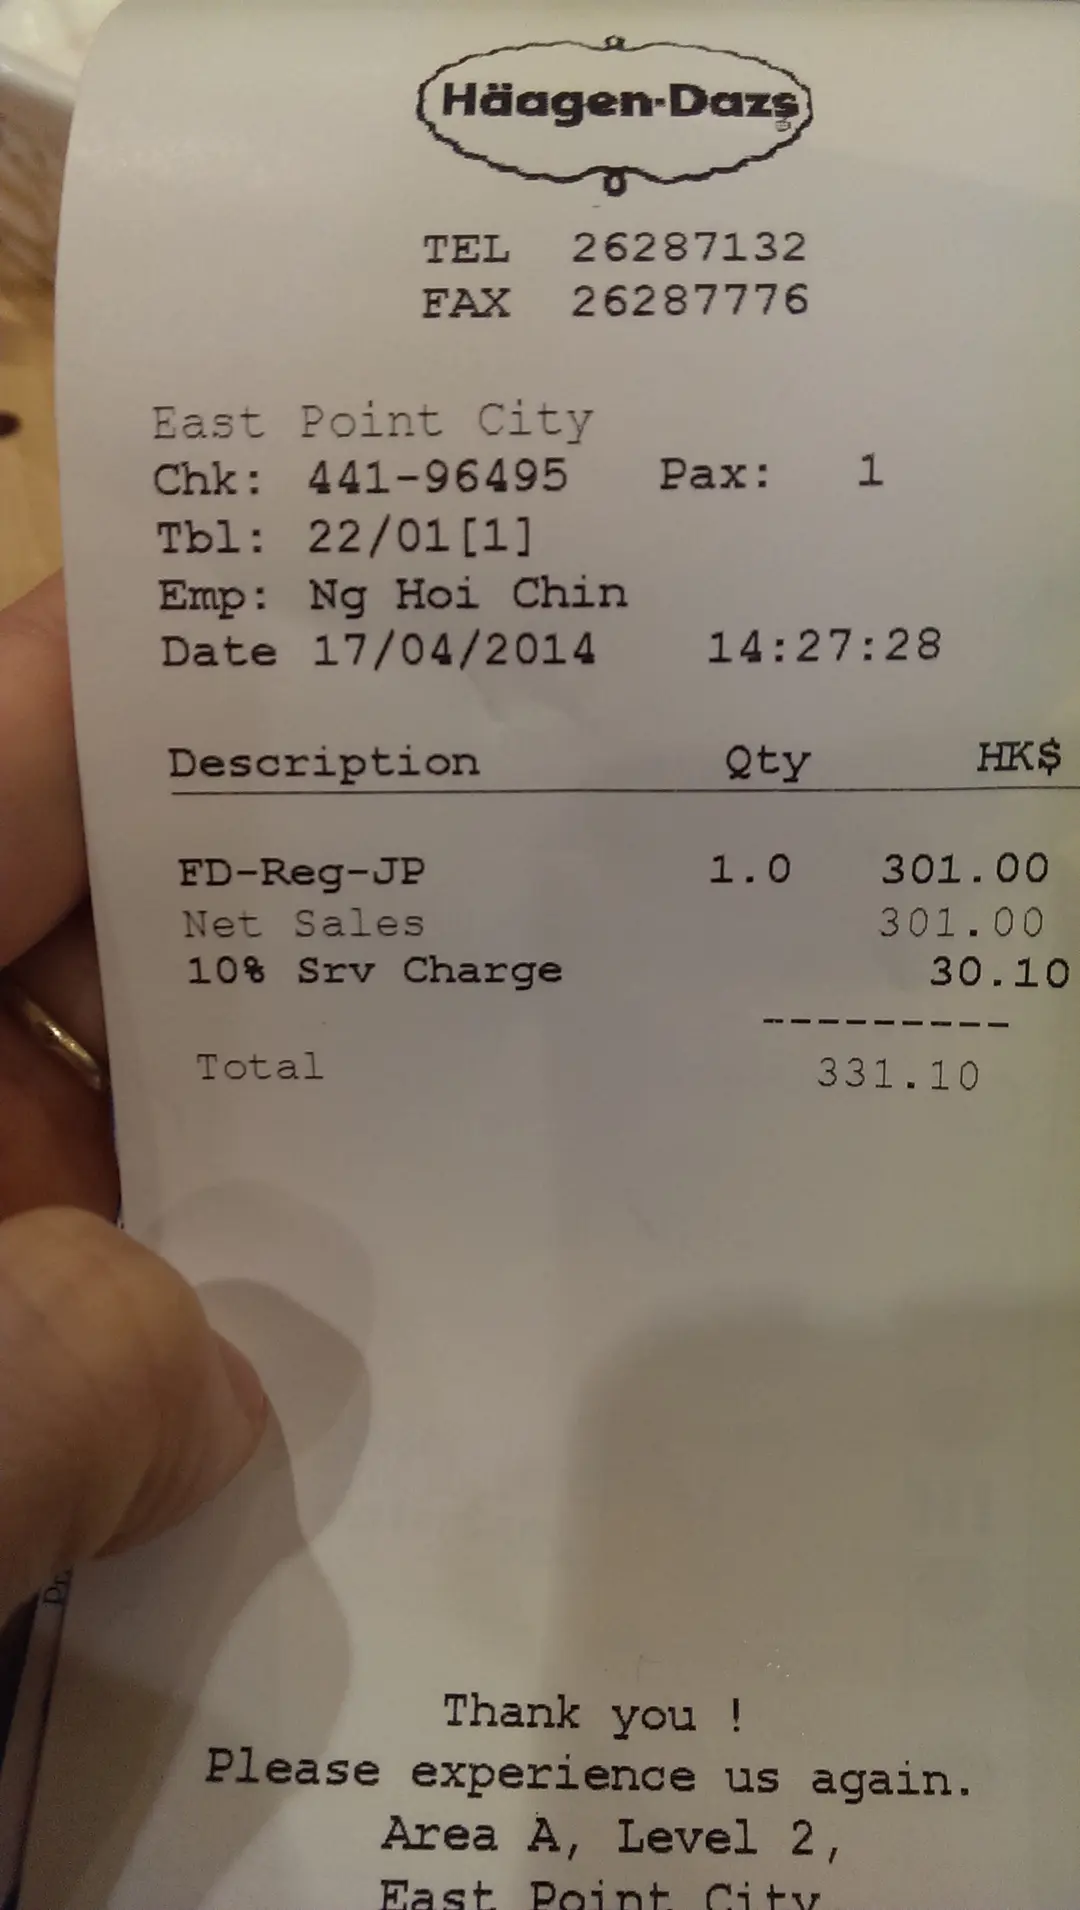 Häagen-Dazs
TEL 26287132
FAX 26287776
East Point City
Chk: 441-96495 Pax: 1
Tbl: 22/01[1]
Emp: Ng Hoi Chin
Date 17/04/2014 14:27:28
Description Qty HK$
FD-Reg-JP 1.0 301.00
Net Sales 301.00
10% Srv Charge 30.10
---------
Total 331.10
Thank you !
Please experience us again.
Area A, Level 2,
East Point City